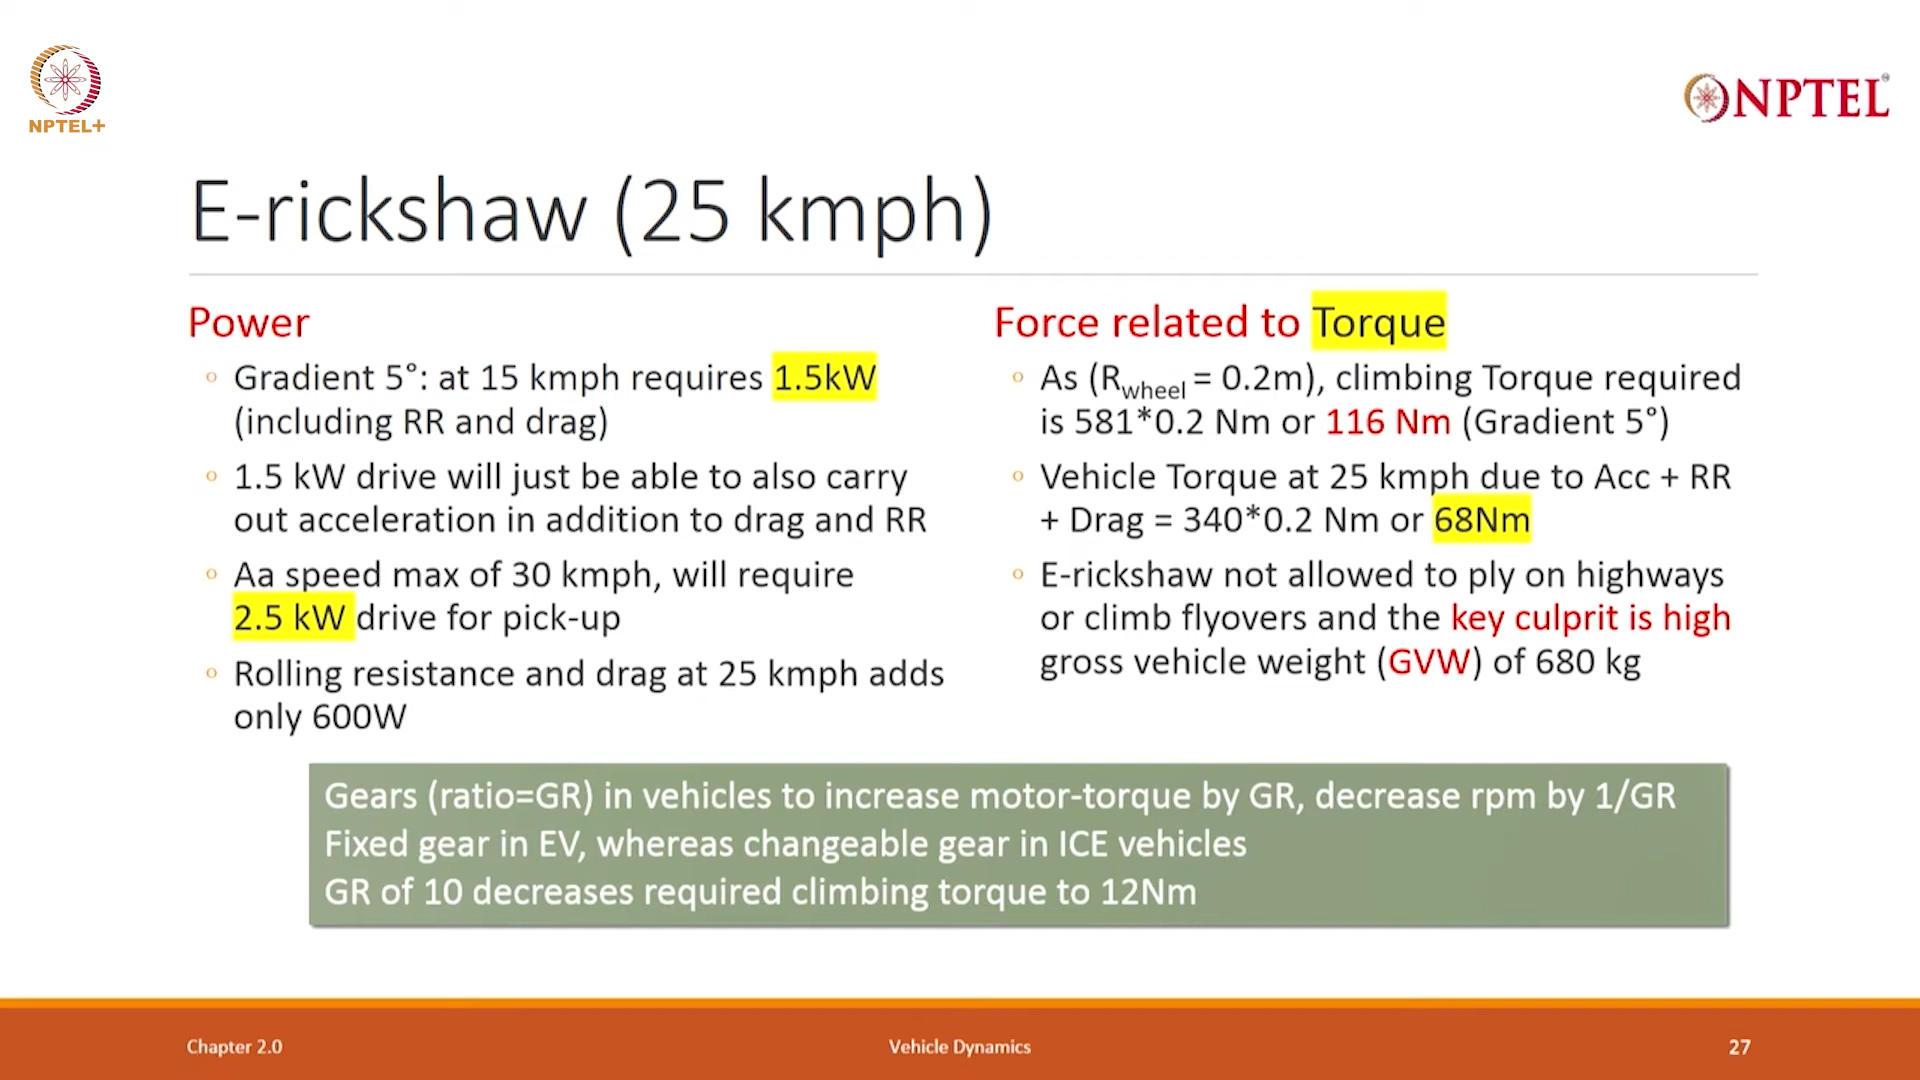 NPTEL+
NPTEL
E-rickshaw (25 kmph)
Power
◦ Gradient 5°: at 15 kmph requires 1.5kW
(including RR and drag)
◦ 1.5 kW drive will just be able to also carry
out acceleration in addition to drag and RR
◦ Aa speed max of 30 kmph, will require
2.5 kW drive for pick-up
◦ Rolling resistance and drag at 25 kmph adds
only 600W
Force related to Torque
◦ As (Rwheel = 0.2m), climbing Torque required
is 581*0.2 Nm or 116 Nm (Gradient 5°)
◦ Vehicle Torque at 25 kmph due to Acc + RR
+ Drag = 340*0.2 Nm or 68Nm
◦ E-rickshaw not allowed to ply on highways
or climb flyovers and the key culprit is high
gross vehicle weight (GVW) of 680 kg
Gears (ratio=GR) in vehicles to increase motor-torque by GR, decrease rpm by 1/GR
Fixed gear in EV, whereas changeable gear in ICE vehicles
GR of 10 decreases required climbing torque to 12Nm
Chapter 2.0
Vehicle Dynamics
27